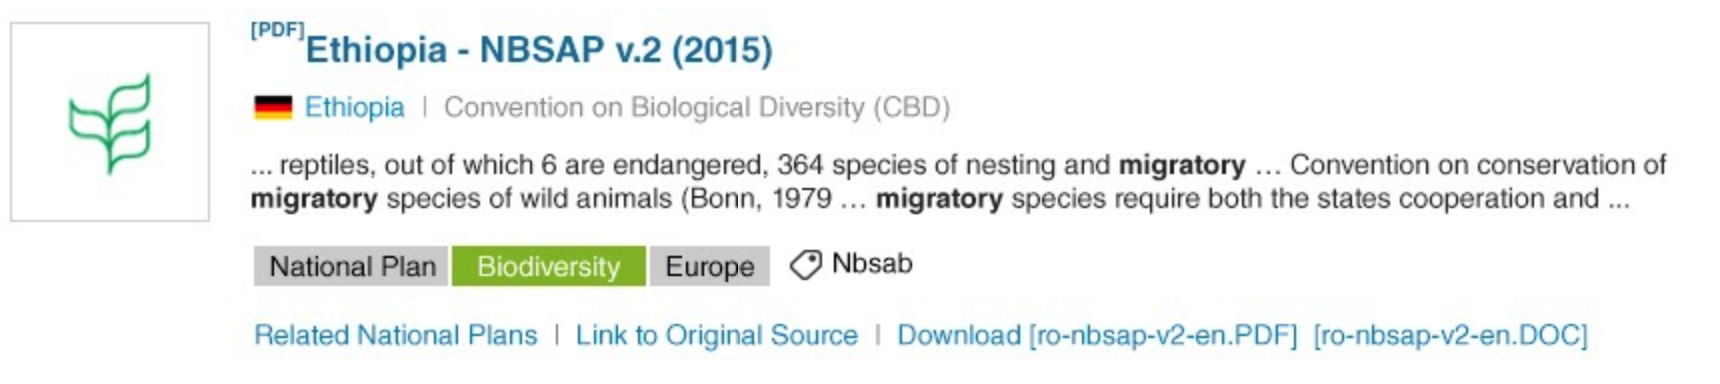 [PDF] Ethiopia - NBSAP v.2 (2015)
Ethiopia | Convention on Biological Diversity (CBD)
... reptiles, out of which 6 are endangered, 364 species of nesting and migratory ... Convention on conservation of
migratory species of wild animals (Bonn, 1979 ... migratory species require both the states cooperation and ...
National Plan Biodiversity Europe Nbsab
Related National Plans | Link to Original Source | Download [ro-nbsap-v2-en.PDF] [ro-nbsap-v2-en.DOC]